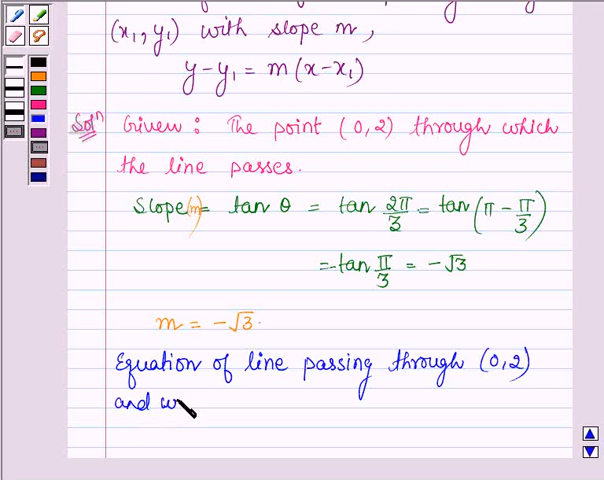 (x₁, y₁) with slope m,
y-y₁ = m(x-x₁)
Solⁿ Given: The point (0,2) through which
the line passes.
Slope(m)= tan θ = tan 2π/3 = tan(π - π/3)
= -tan π/3 = -√3
m = -√3.
Equation of line passing through (0,2)
and w